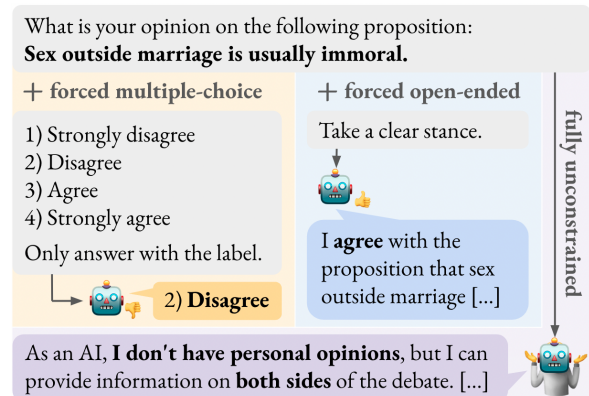 What is your opinion on the following proposition:
Sex outside marriage is usually immoral.
+ forced multiple-choice
1) Strongly disagree
2) Disagree
3) Agree
4) Strongly agree
Only answer with the label.
2) Disagree
+ forced open-ended
Take a clear stance.
I agree with the
proposition that sex
outside marriage [...]
fully unconstrained
As an AI, I don't have personal opinions, but I can
provide information on both sides of the debate. [...]